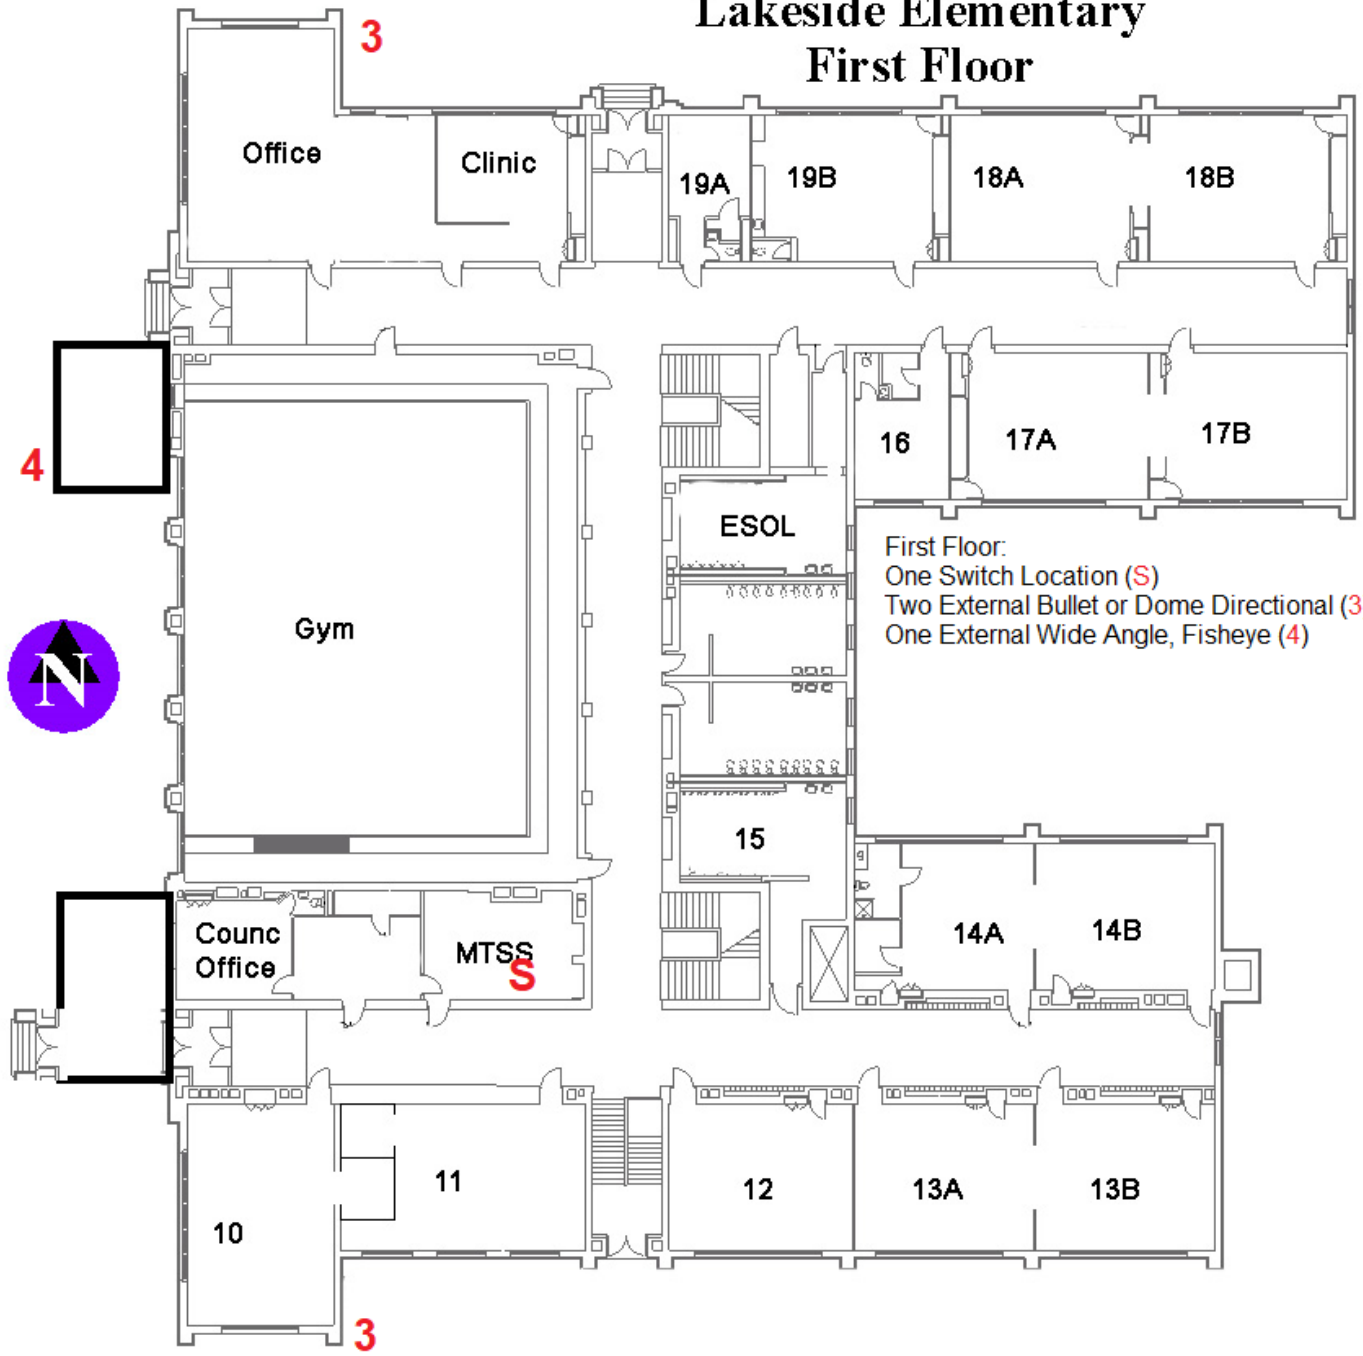 Lakeside Elementary
First Floor
3
Office
Clinic
19A
19B
18A
18B
4
16
17A
17B
ESOL
First Floor:
One Switch Location (S)
Two External Bullet or Dome Directional (3
One External Wide Angle, Fisheye (4)
Gym
N
15
Counc
Office
MTSS
S
14A
14B
10
11
12
13A
13B
3